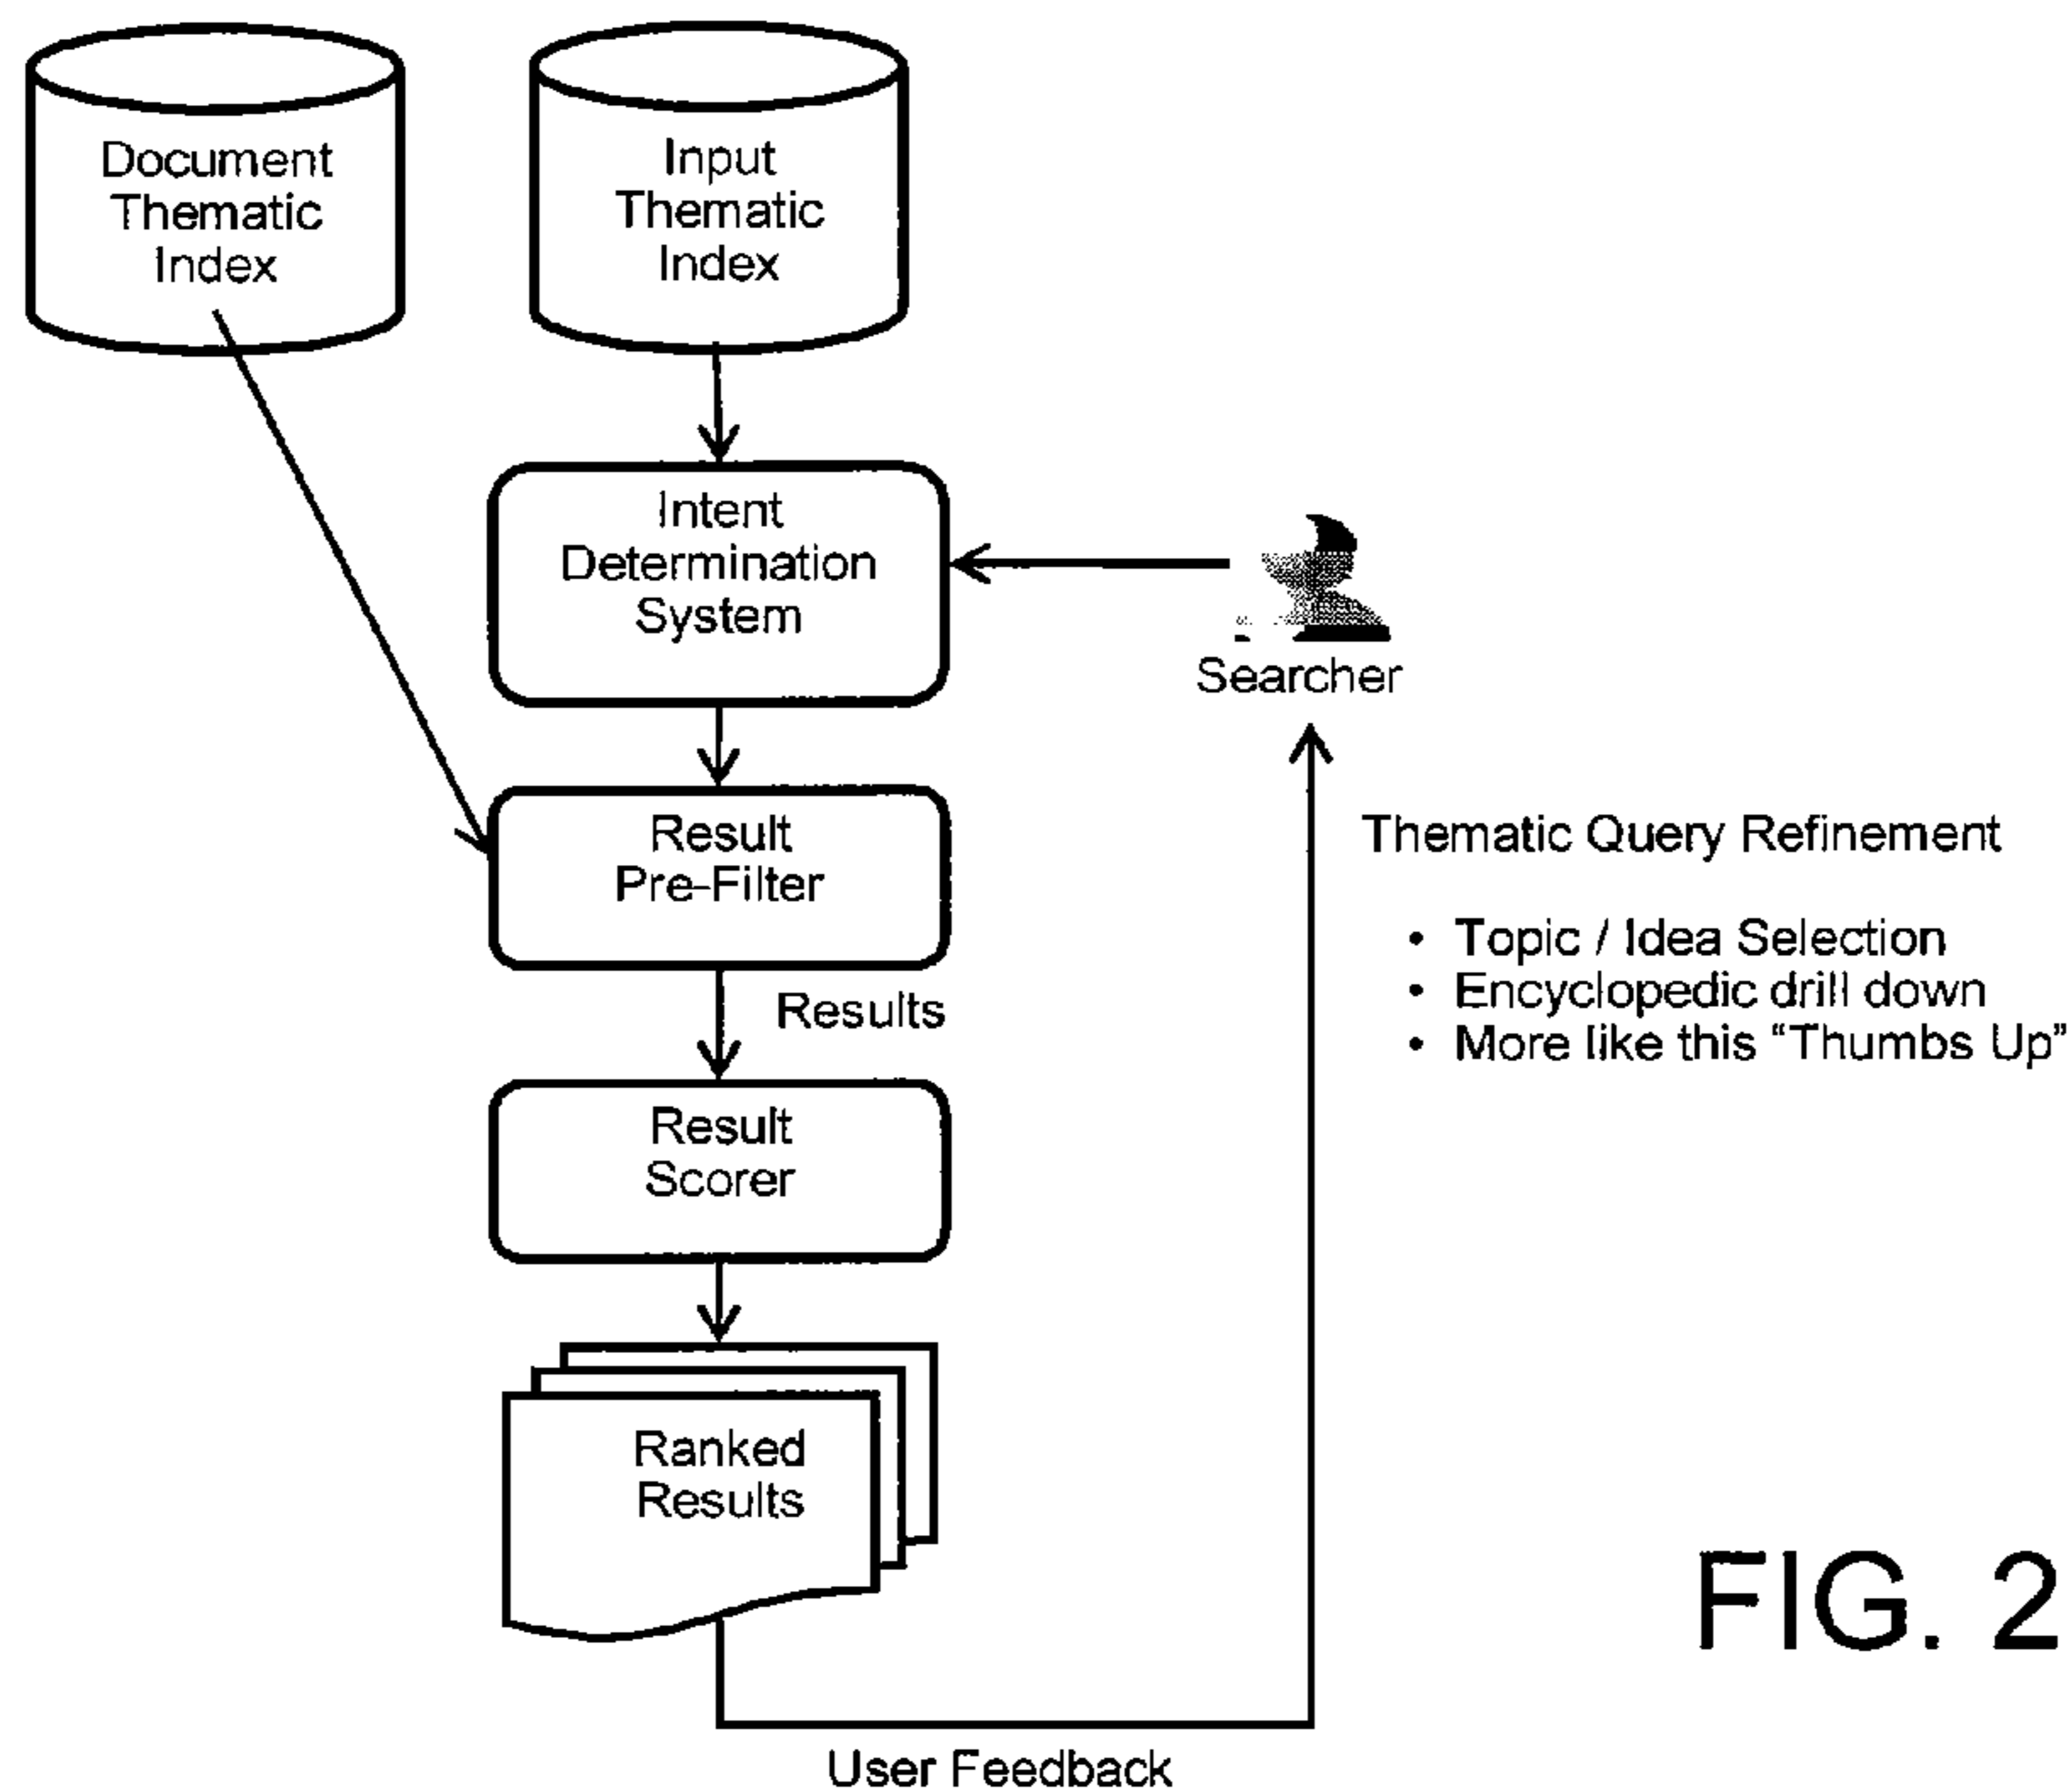 Document
Thematic
Index
Input
Thematic
Index
Intent
Determination
System
Searcher
Result
Pre-Filter
Thematic Query Refinement
• Topic / Idea Selection
• Encyclopedic drill down
• More like this “Thumbs Up”
Results
Result
Scorer
Ranked
Results
User Feedback
FIG. 2